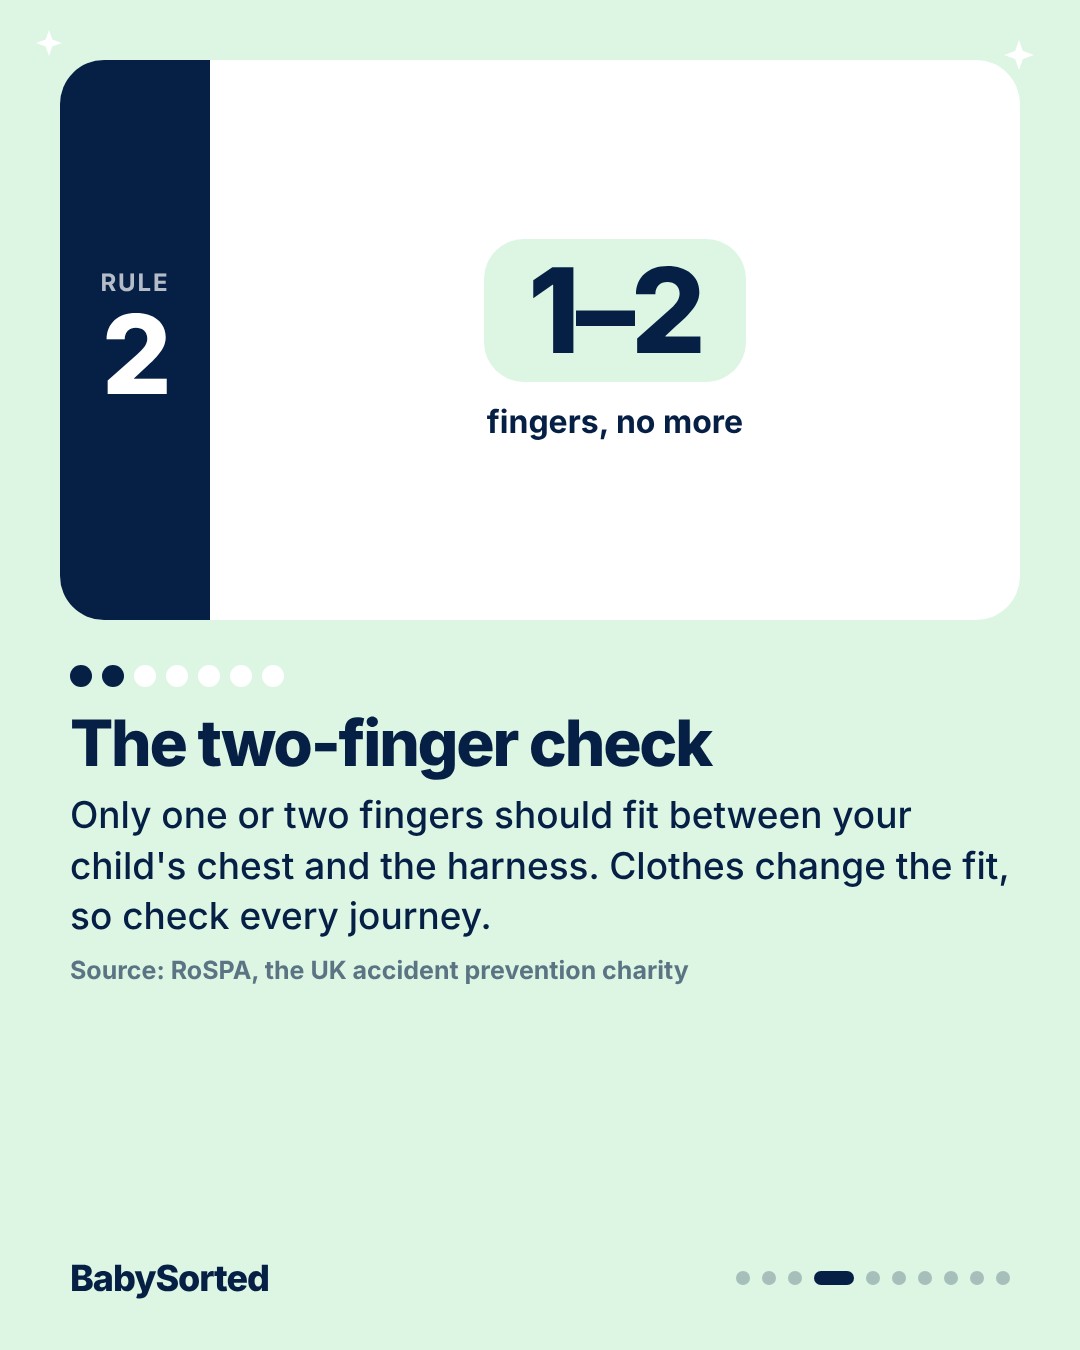 RULE
2
1–2
fingers, no more
The two-finger check
Only one or two fingers should fit between your
child's chest and the harness. Clothes change the fit,
so check every journey.
Source: RoSPA, the UK accident prevention charity
BabySorted